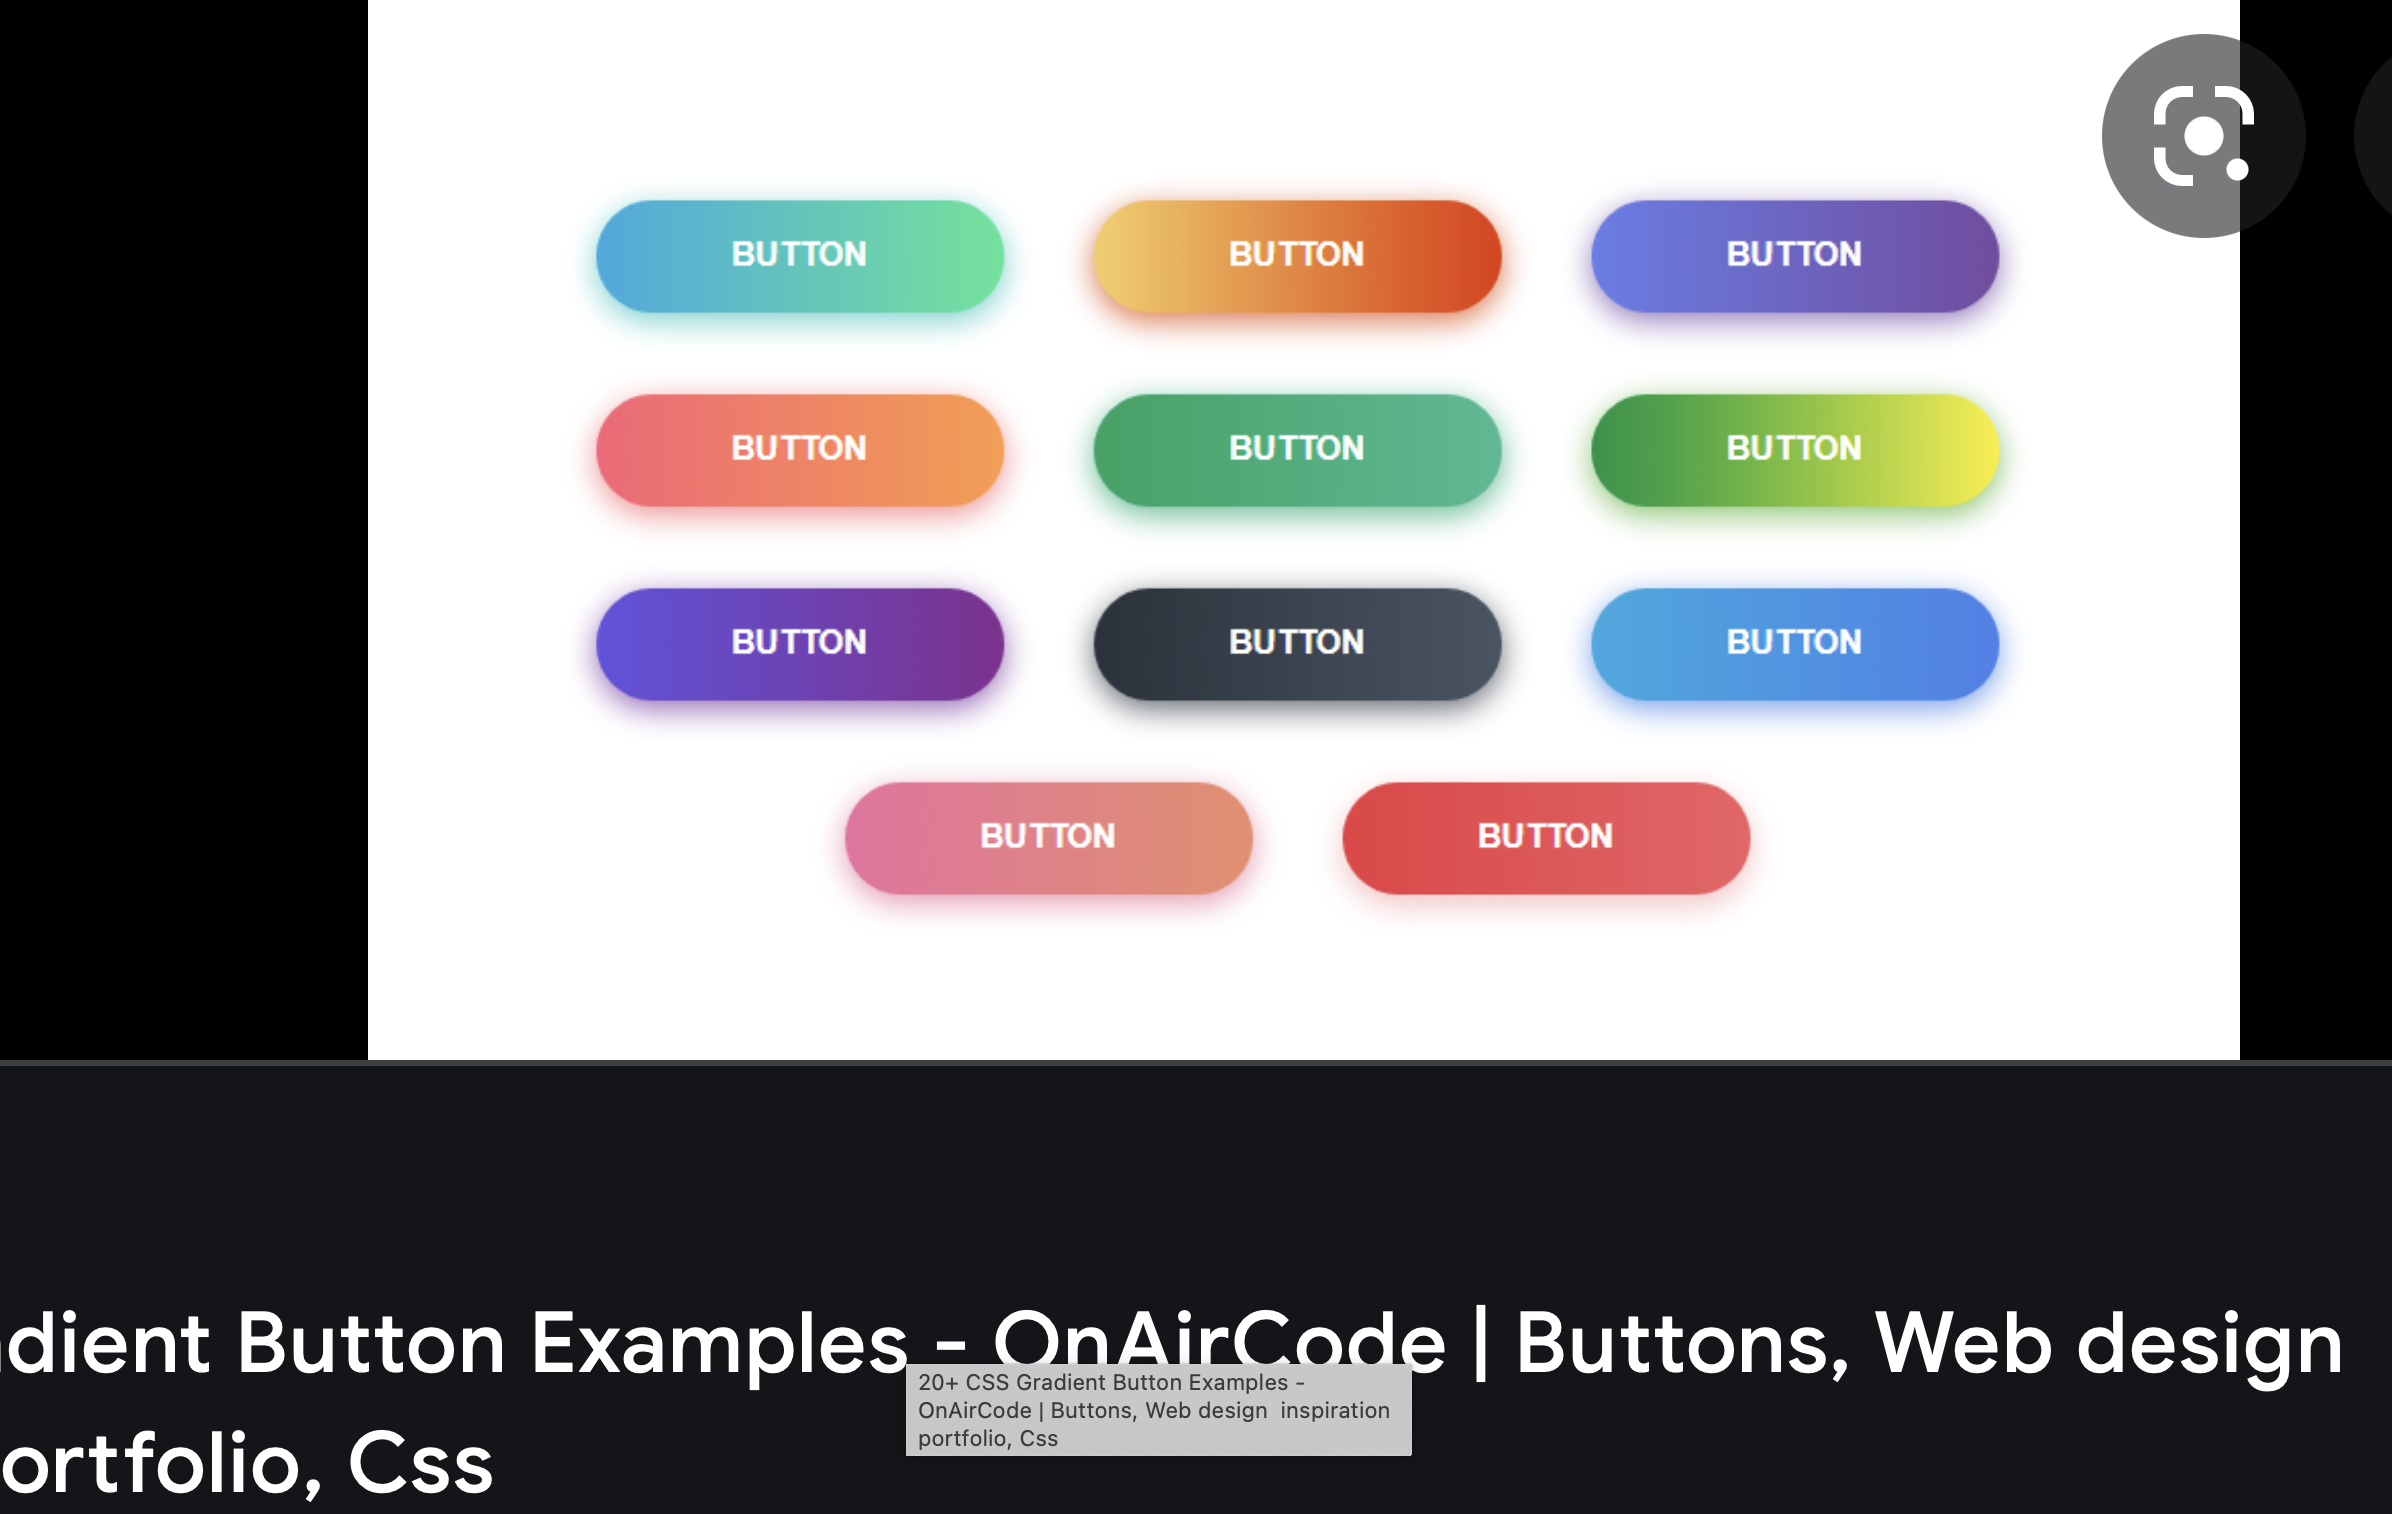 BUTTON BUTTON BUTTON
BUTTON BUTTON BUTTON
BUTTON BUTTON BUTTON
BUTTON BUTTON
dient Button Examples - OnAirCode | Buttons, Web design
ortfolio, Css
20+ CSS Gradient Button Examples -
OnAirCode | Buttons, Web design inspiration
portfolio, Css